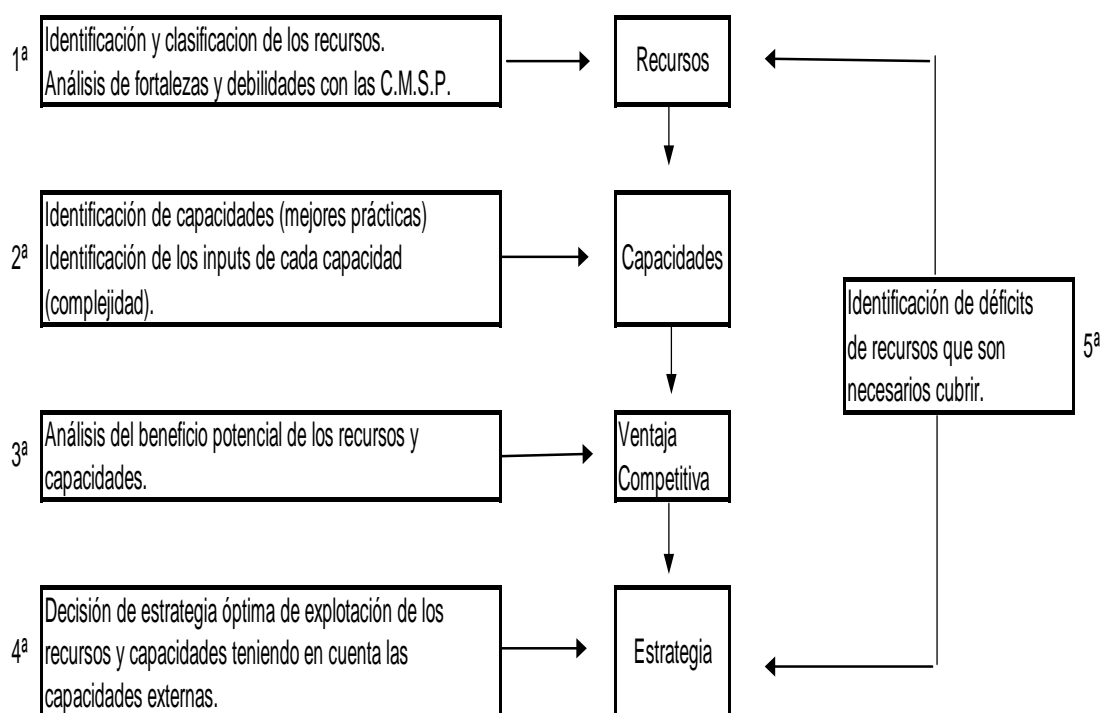 1ª
Identificación y clasificacion de los recursos.
Análisis de fortalezas y debilidades con las C.M.S.P.
Recursos
2ª
Identificación de capacidades (mejores prácticas)
Identificación de los inputs de cada capacidad
(complejidad).
Capacidades
Identificación de déficits
de recursos que son
necesarios cubrir.
5ª
3ª
Análisis del beneficio potencial de los recursos y
capacidades.
Ventaja
Competitiva
4ª
Decisión de estrategia óptima de explotación de los
recursos y capacidades teniendo en cuenta las
capacidades externas.
Estrategia